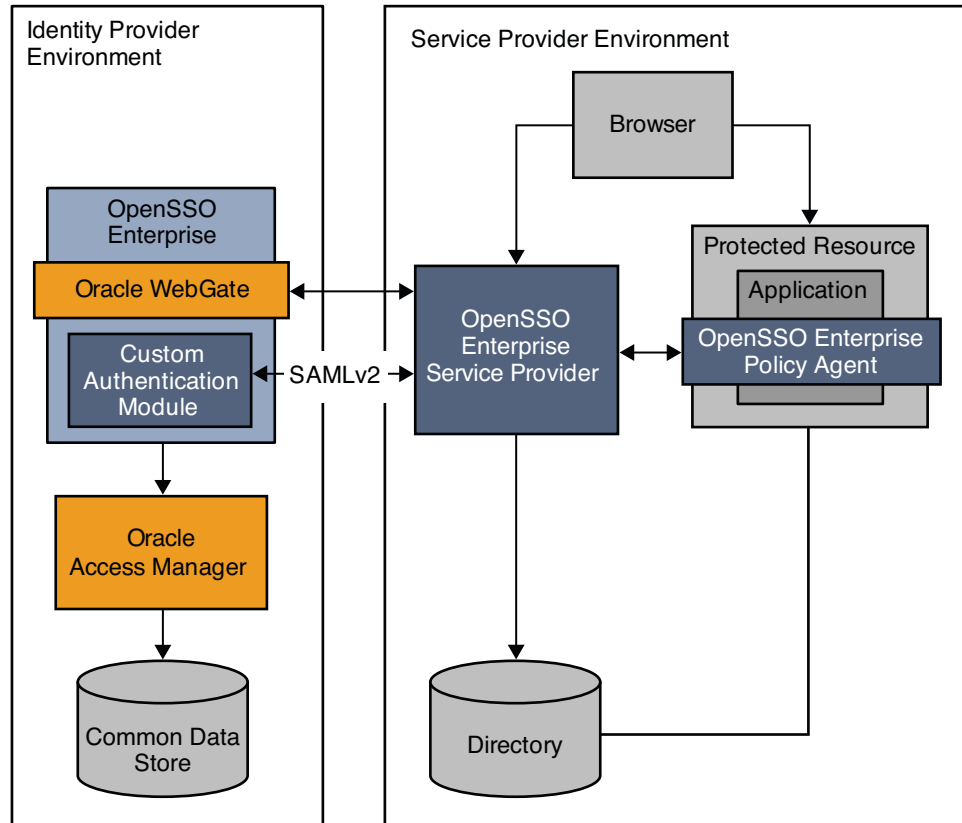 Identity Provider
Environment
Service Provider Environment
Browser
OpenSSO
Enterprise
Protected Resource
Oracle WebGate
Application
OpenSSO
Enterprise
Service Provider
OpenSSO Enterprise
Policy Agent
Custom
Authentication
Module
SAMLv2
Oracle
Access Manager
Common Data
Store
Directory